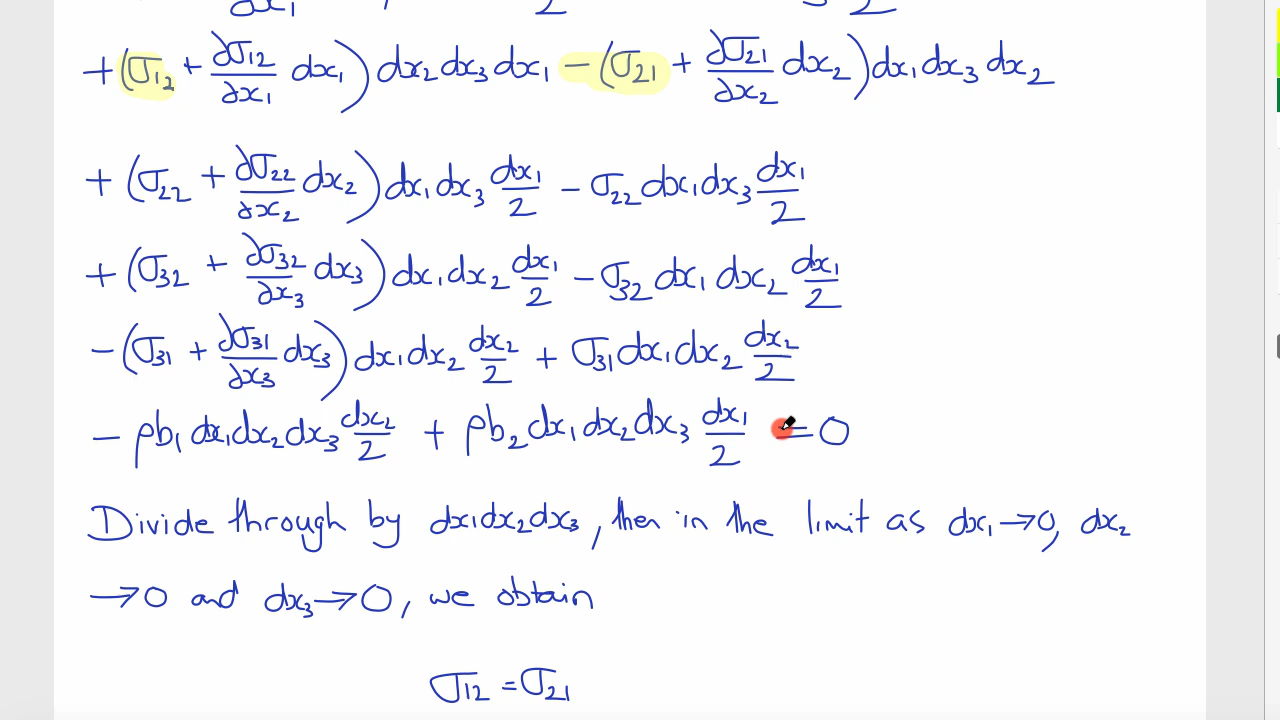 ∂x₁ 2 2
+(σ₁₂ + ∂σ₁₂/∂x₁ dx₁) dx₂ dx₃ dx₁ − (σ₂₁ + ∂σ₂₁/∂x₂ dx₂) dx₁ dx₃ dx₂
+ (σ₂₂ + ∂σ₂₂/∂x₂ dx₂) dx₁ dx₃ dx₁/2 − σ₂₂ dx₁ dx₃ dx₁/2
+ (σ₃₂ + ∂σ₃₂/∂x₃ dx₃) dx₁ dx₂ dx₁/2 − σ₃₂ dx₁ dx₂ dx₁/2
− (σ₃₁ + ∂σ₃₁/∂x₃ dx₃) dx₁ dx₂ dx₂/2 + σ₃₁ dx₁ dx₂ dx₂/2
− ρb₁ dx₁ dx₂ dx₃ dx₂/2 + ρb₂ dx₁ dx₂ dx₃ dx₁/2 = 0
Divide through by dx₁dx₂dx₃, then in the limit as dx₁→0, dx₂
→0 and dx₃→0, we obtain
σ₁₂ = σ₂₁